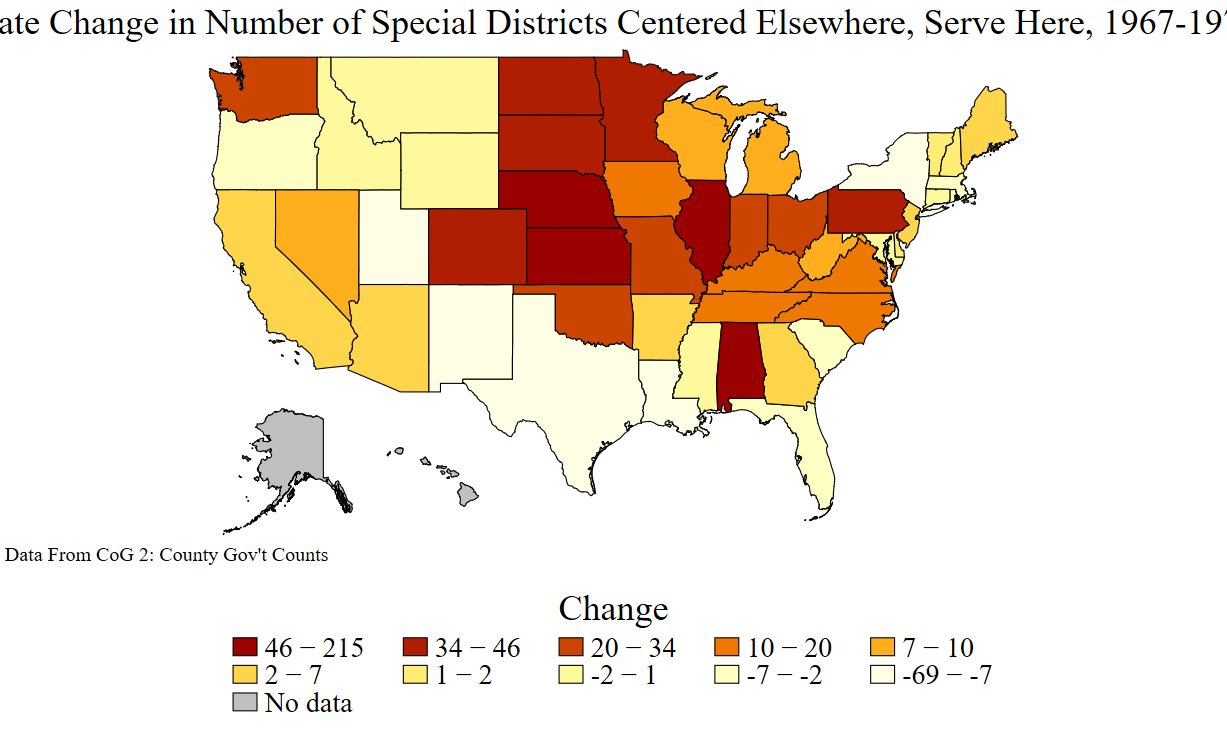 ate Change in Number of Special Districts Centered Elsewhere, Serve Here, 1967-197
Data From CoG 2: County Gov't Counts
Change
46 − 215 34 − 46 20 − 34 10 − 20 7 − 10
2 − 7 1 − 2 -2 − 1 -7 − -2 -69 − -7
No data